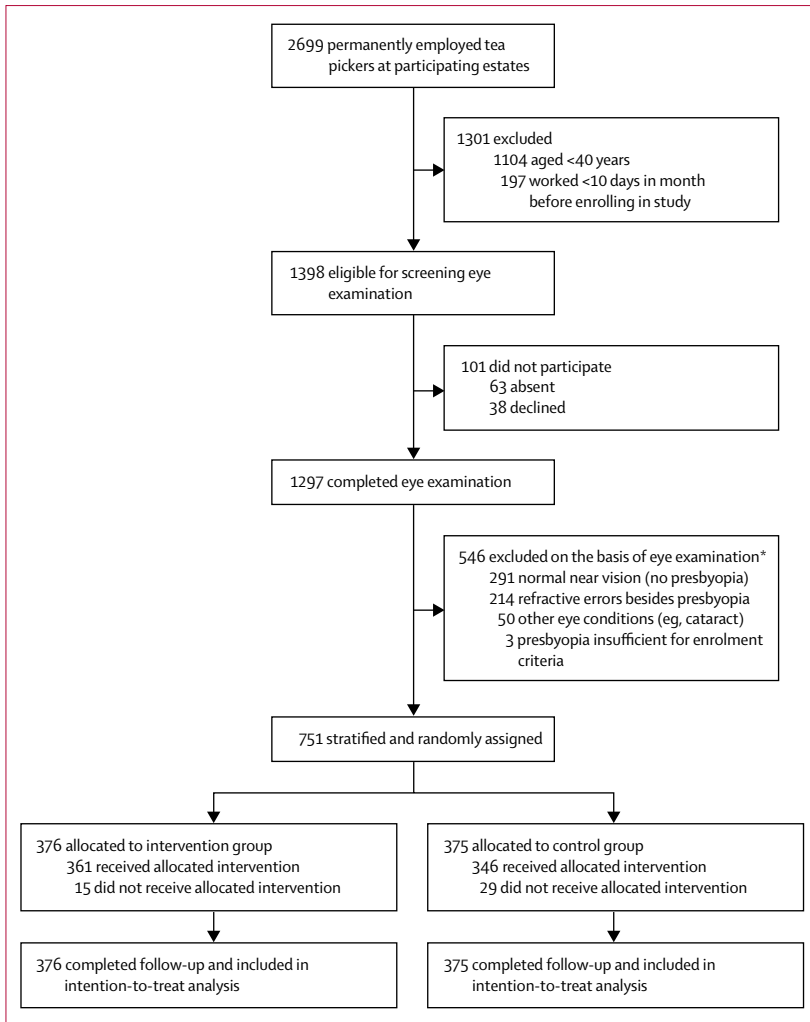 2699 permanently employed tea
pickers at participating estates
1301 excluded
1104 aged <40 years
197 worked <10 days in month
before enrolling in study
1398 eligible for screening eye
examination
101 did not participate
63 absent
38 declined
1297 completed eye examination
546 excluded on the basis of eye examination*
291 normal near vision (no presbyopia)
214 refractive errors besides presbyopia
50 other eye conditions (eg, cataract)
3 presbyopia insufficient for enrolment
criteria
751 stratified and randomly assigned
376 allocated to intervention group
361 received allocated intervention
15 did not receive allocated intervention
375 allocated to control group
346 received allocated intervention
29 did not receive allocated intervention
376 completed follow-up and included in
intention-to-treat analysis
375 completed follow-up and included in
intention-to-treat analysis